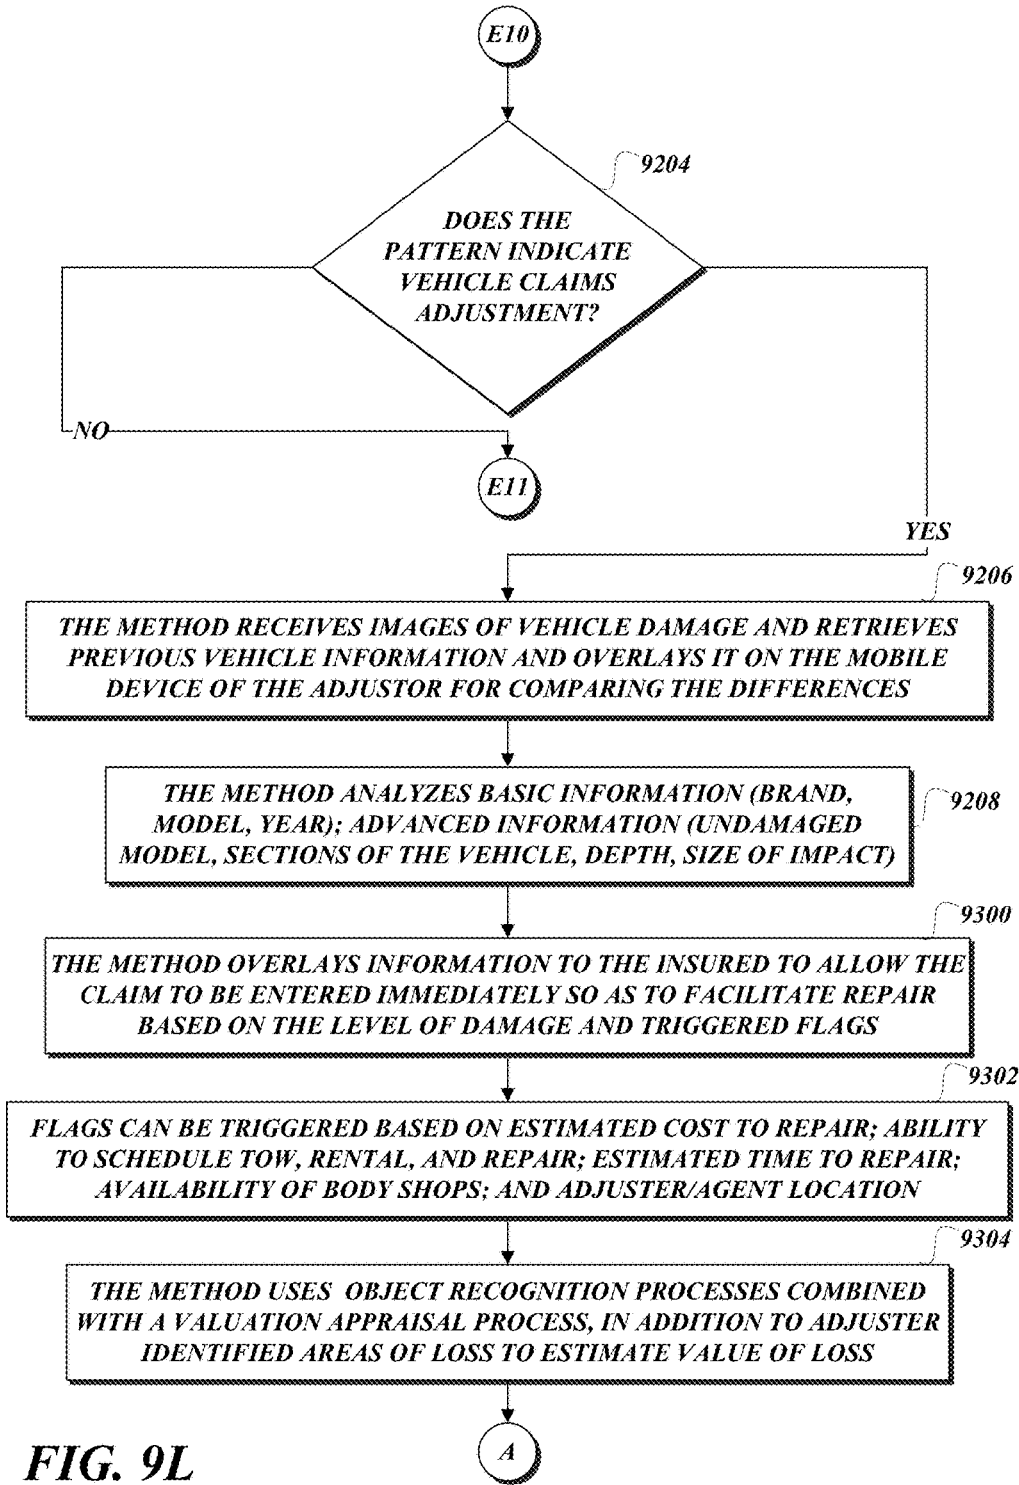 E10
9204
DOES THE
PATTERN INDICATE
VEHICLE CLAIMS
ADJUSTMENT?
NO
E11
YES
9206
THE METHOD RECEIVES IMAGES OF VEHICLE DAMAGE AND RETRIEVES
PREVIOUS VEHICLE INFORMATION AND OVERLAYS IT ON THE MOBILE
DEVICE OF THE ADJUSTOR FOR COMPARING THE DIFFERENCES
9208
THE METHOD ANALYZES BASIC INFORMATION (BRAND,
MODEL, YEAR); ADVANCED INFORMATION (UNDAMAGED
MODEL, SECTIONS OF THE VEHICLE, DEPTH, SIZE OF IMPACT)
9300
THE METHOD OVERLAYS INFORMATION TO THE INSURED TO ALLOW THE
CLAIM TO BE ENTERED IMMEDIATELY SO AS TO FACILITATE REPAIR
BASED ON THE LEVEL OF DAMAGE AND TRIGGERED FLAGS
9302
FLAGS CAN BE TRIGGERED BASED ON ESTIMATED COST TO REPAIR; ABILITY
TO SCHEDULE TOW, RENTAL, AND REPAIR; ESTIMATED TIME TO REPAIR;
AVAILABILITY OF BODY SHOPS; AND ADJUSTER/AGENT LOCATION
9304
THE METHOD USES OBJECT RECOGNITION PROCESSES COMBINED
WITH A VALUATION APPRAISAL PROCESS, IN ADDITION TO ADJUSTER
IDENTIFIED AREAS OF LOSS TO ESTIMATE VALUE OF LOSS
A
FIG. 9L